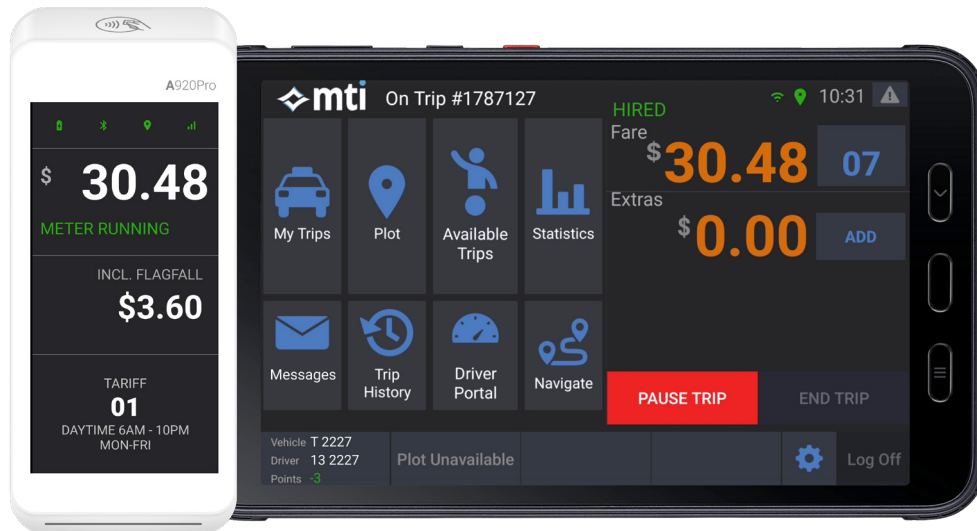 A920Pro
$ 30.48
METER RUNNING
INCL. FLAGFALL
$3.60
TARIFF
01
DAYTIME 6AM - 10PM
MON-FRI
mti On Trip #1787127
10:31
HIRED
Fare
$30.48
07
Extras
$0.00
ADD
My Trips
Plot
Available
Trips
Statistics
Messages
Trip
History
Driver
Portal
Navigate
PAUSE TRIP
END TRIP
Vehicle T 2227
Driver 13 2227
Points -3
Plot Unavailable
Log Off